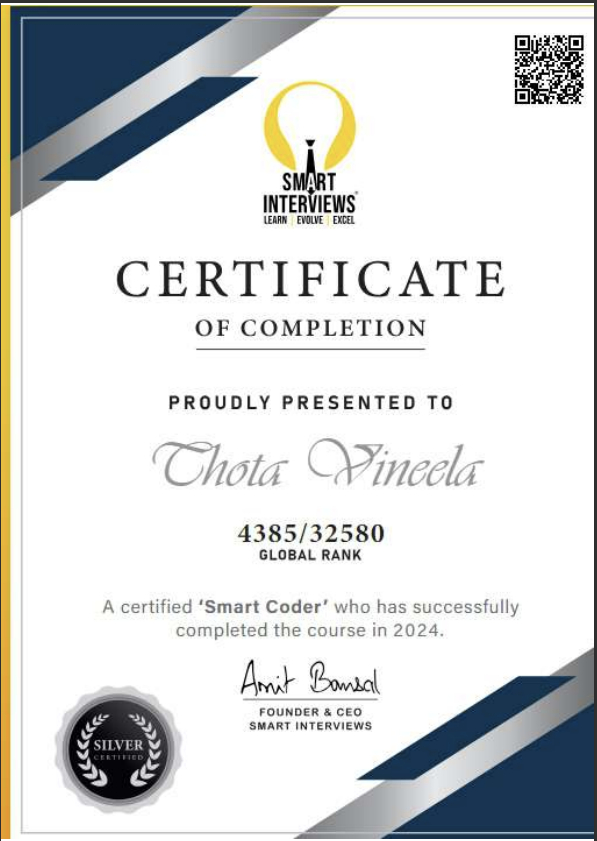 SMART
INTERVIEWS
LEARN | EVOLVE | EXCEL
CERTIFICATE
OF COMPLETION
PROUDLY PRESENTED TO
Thota Vineela
4385/32580
GLOBAL RANK
A certified ‘Smart Coder’ who has successfully
completed the course in 2024.
Amit Bansal
FOUNDER & CEO
SMART INTERVIEWS
SILVER
CERTIFIED